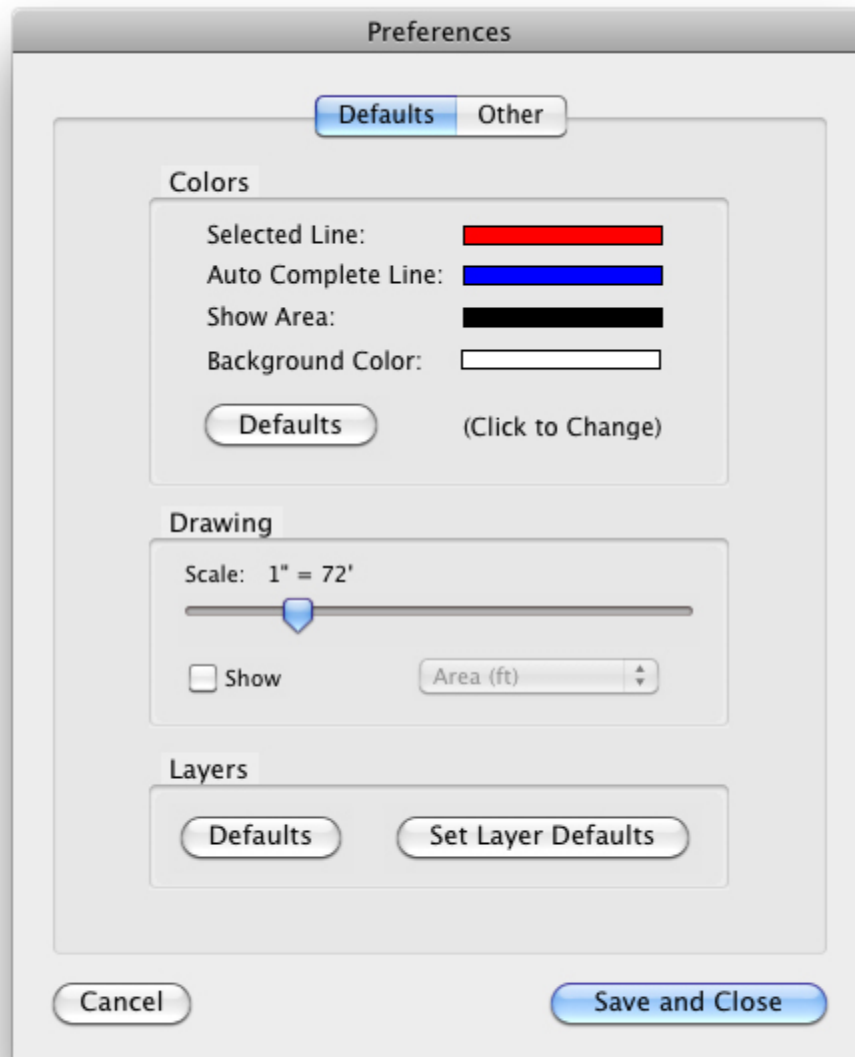 Preferences
Defaults Other
Colors
Selected Line:
Auto Complete Line:
Show Area:
Background Color:
Defaults (Click to Change)
Drawing
Scale: 1" = 72'
Show Area (ft)
Layers
Defaults Set Layer Defaults
Cancel Save and Close